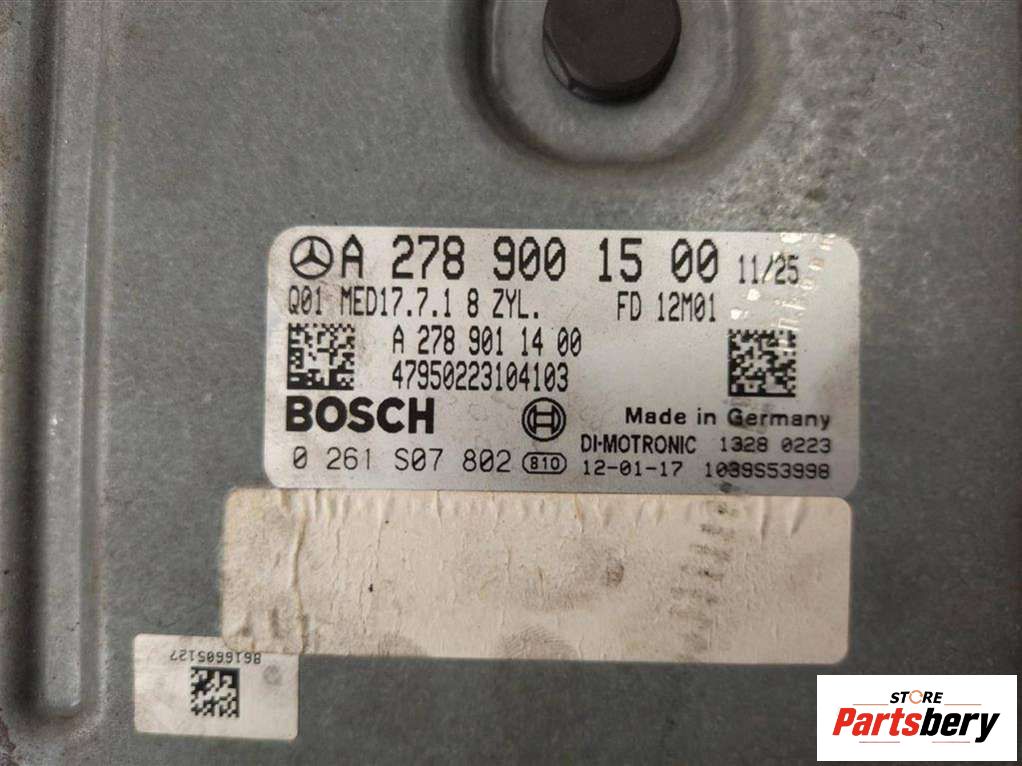 A 278 900 15 00 11/25
Q01 MED17.7.1 8 ZYL. FD 12M01
A 278 901 14 00
47950223104103
BOSCH Made in Germany
DI-MOTRONIC 1328 0223
0 261 S07 802 810 12-01-17 1039S53998
8616605127
STORE
Partsbery